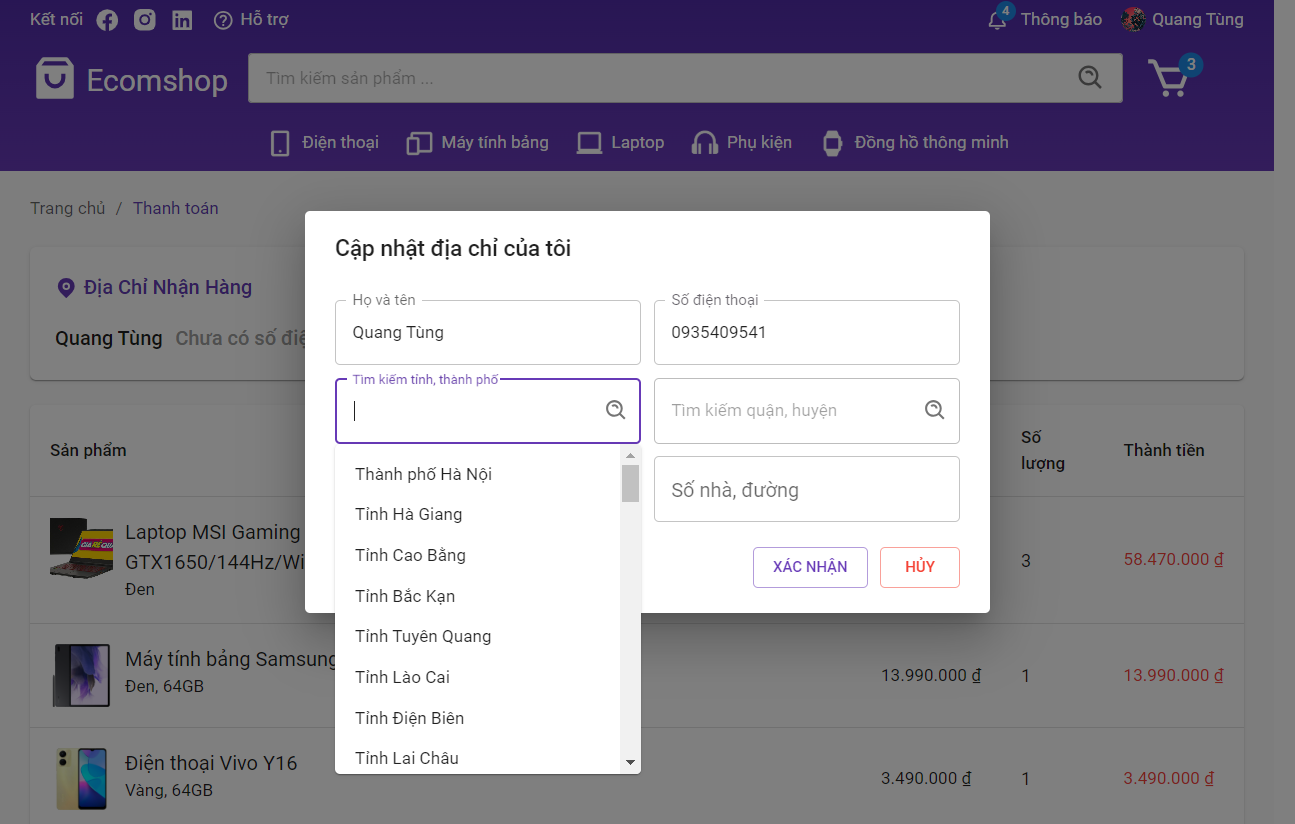 Kết nối
Hỗ trợ
4
Thông báo
Quang Tùng
Ecomshop
Tìm kiếm sản phẩm ...
3
Điện thoại
Máy tính bảng
Laptop
Phụ kiện
Đồng hồ thông minh
Trang chủ / Thanh toán
Cập nhật địa chỉ của tôi
Họ và tên
Quang Tùng
Số điện thoại
0935409541
Tìm kiếm tỉnh, thành phố
Tìm kiếm quận, huyện
Thành phố Hà Nội
Tỉnh Hà Giang
Tỉnh Cao Bằng
Tỉnh Bắc Kạn
Tỉnh Tuyên Quang
Tỉnh Lào Cai
Tỉnh Điện Biên
Tỉnh Lai Châu
Số nhà, đường
XÁC NHẬN
HỦY
Địa Chỉ Nhận Hàng
Quang Tùng Chưa có số
Sản phẩm
Số
lượng
Thành tiền
Laptop MSI Gaming
GTX1650/144Hz/
Đen
3
58.470.000 ₫
Máy tính bảng Samsung
Đen, 64GB
13.990.000 ₫
1
13.990.000 ₫
Điện thoại Vivo Y16
Vàng, 64GB
3.490.000 ₫
1
3.490.000 ₫